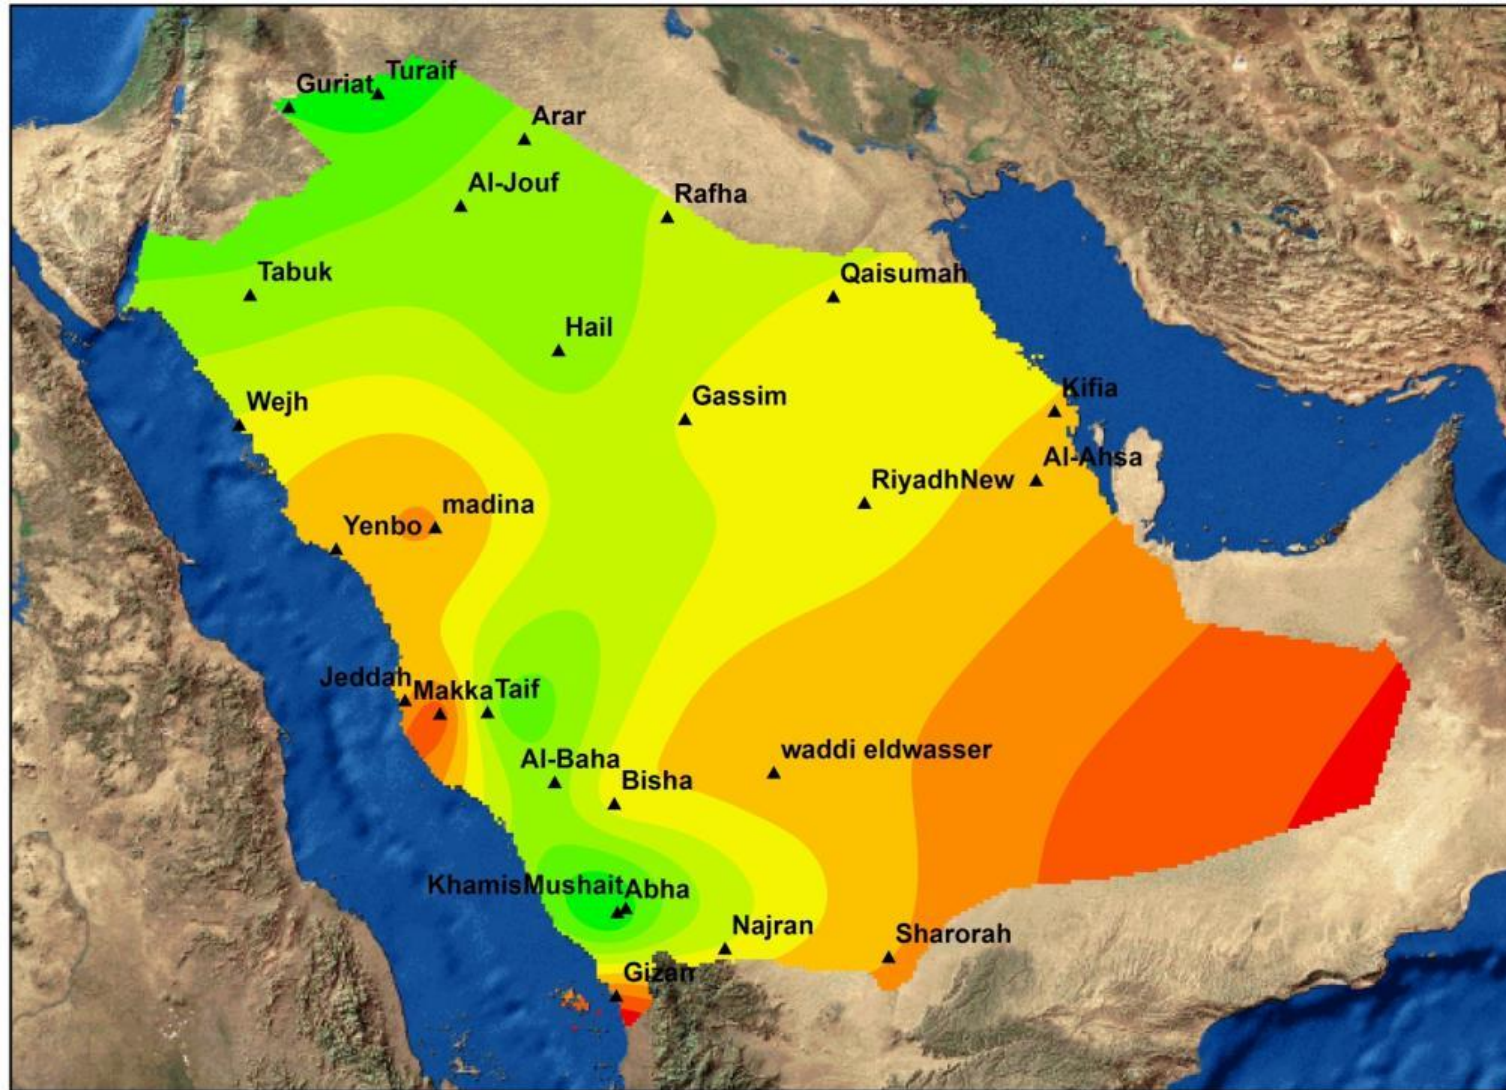 Turaif
Guriat
Arar
Al-Jouf
Rafha
Tabuk
Qaisumah
Hail
Kifia
Wejh
Gassim
Al-Ahsa
RiyadhNew
madina
Yenbo
Jeddah
Makka
Taif
waddi eldwasser
Al-Baha
Bisha
KhamisMushait
Abha
Najran
Sharorah
Gizan